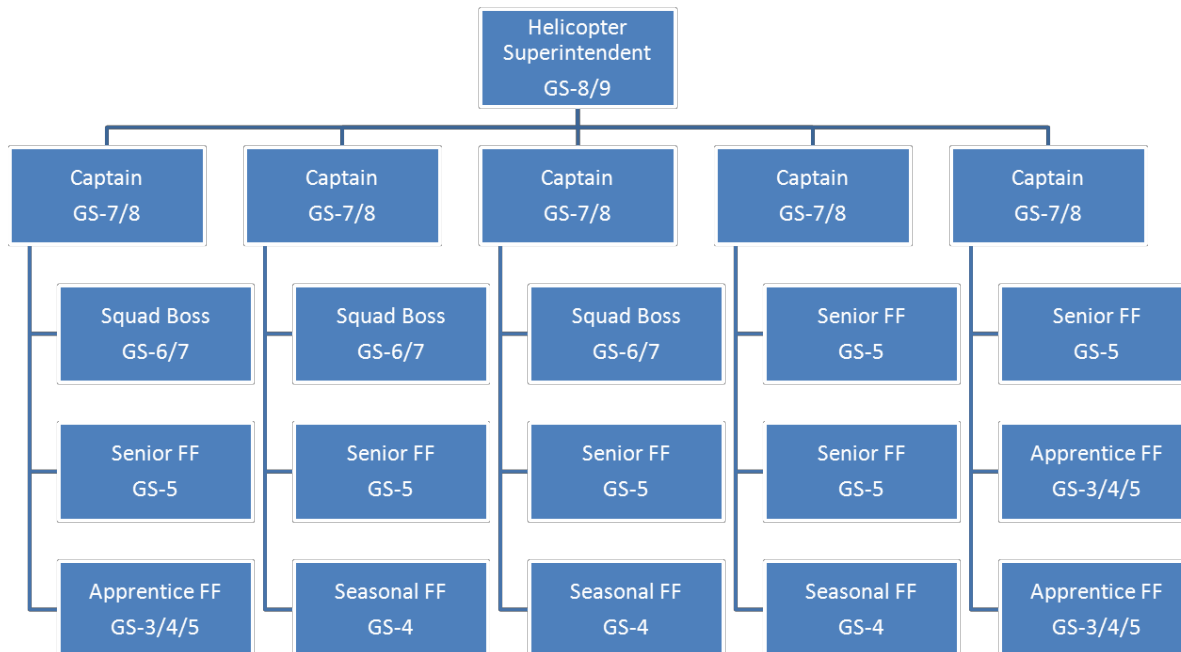 Helicopter
Superintendent
GS-8/9
Captain
GS-7/8
Captain
GS-7/8
Captain
GS-7/8
Captain
GS-7/8
Captain
GS-7/8
Squad Boss
GS-6/7
Squad Boss
GS-6/7
Squad Boss
GS-6/7
Senior FF
GS-5
Senior FF
GS-5
Senior FF
GS-5
Senior FF
GS-5
Senior FF
GS-5
Senior FF
GS-5
Apprentice FF
GS-3/4/5
Apprentice FF
GS-3/4/5
Seasonal FF
GS-4
Seasonal FF
GS-4
Seasonal FF
GS-4
Apprentice FF
GS-3/4/5